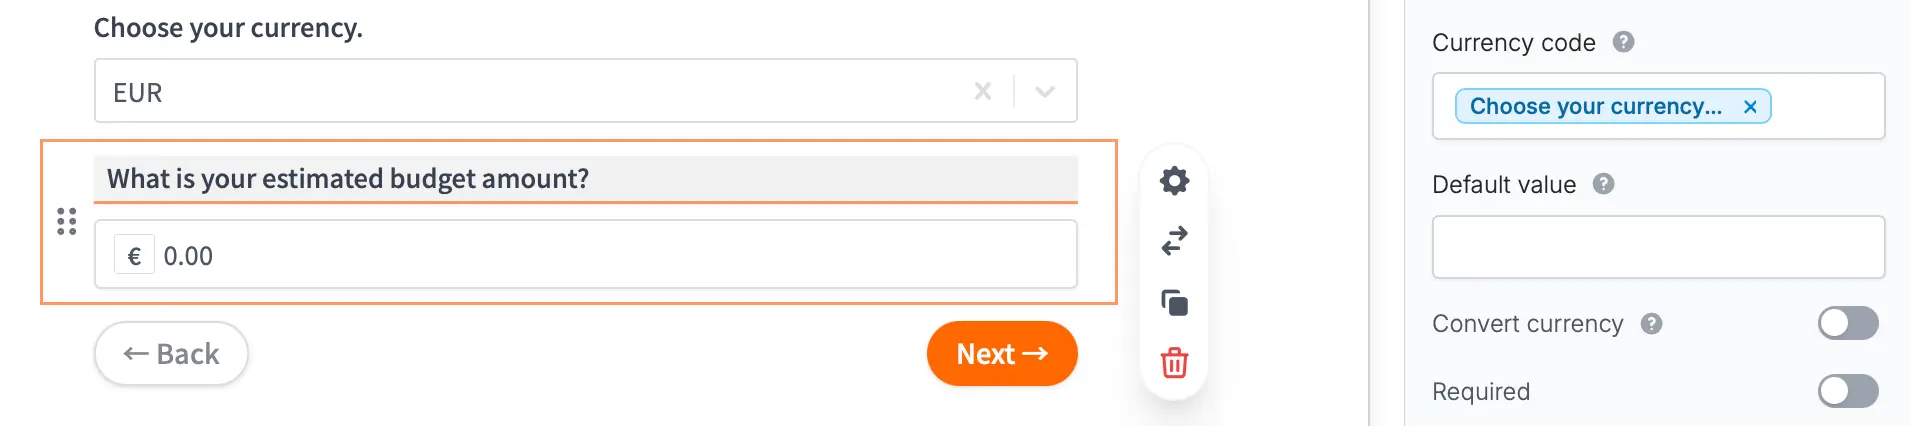 Choose your currency.
EUR
What is your estimated budget amount?
€ 0.00
← Back
Next →
Currency code ?
Choose your currency... ×
Default value ?
Convert currency ?
Required